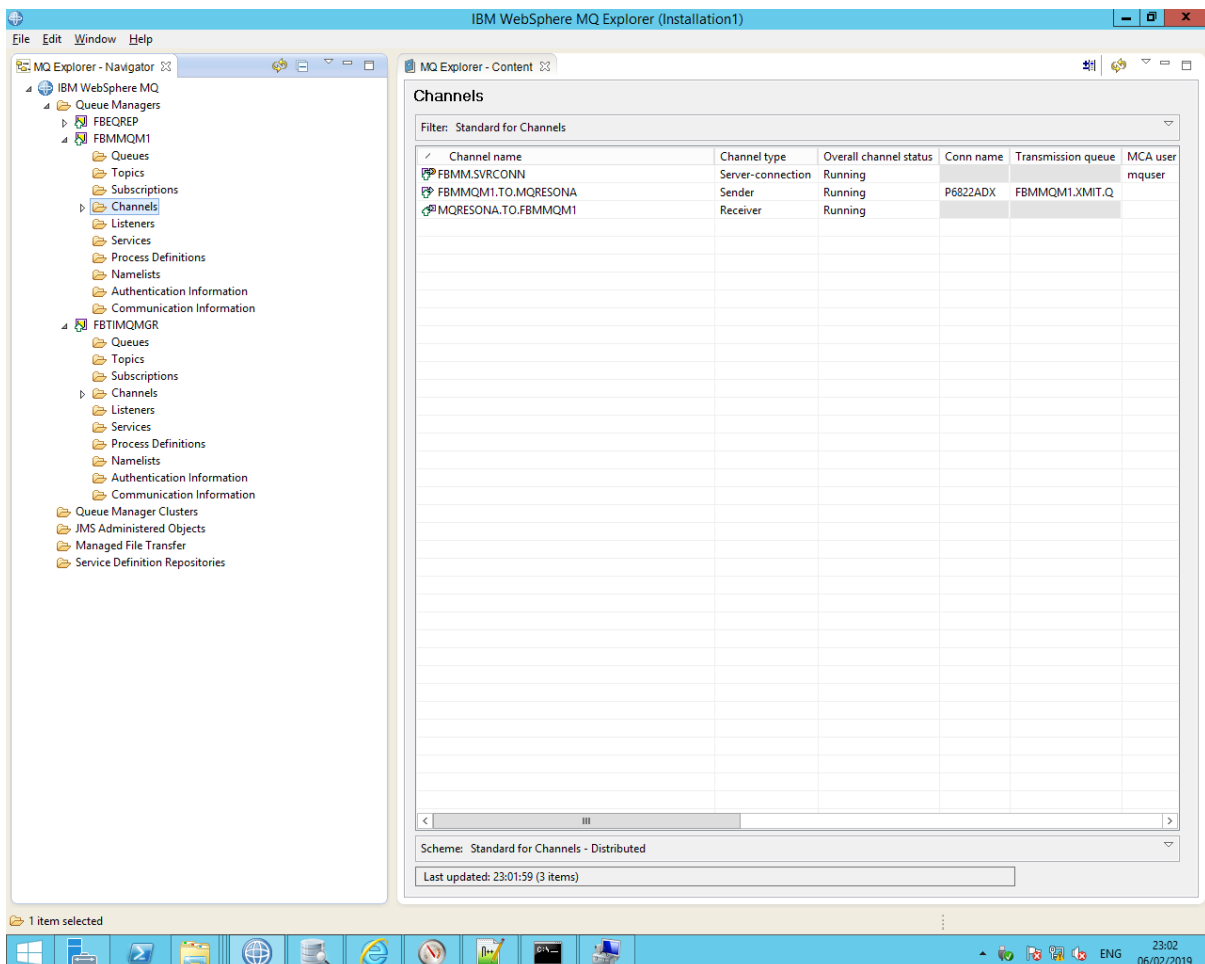 IBM WebSphere MQ Explorer (Installation1)
File Edit Window Help
MQ Explorer - Navigator
IBM WebSphere MQ
Queue Managers
FBEQREP
FBMMQM1
Queues
Topics
Subscriptions
Channels
Listeners
Services
Process Definitions
Namelists
Authentication Information
Communication Information
FBTIMQMGR
Queues
Topics
Subscriptions
Channels
Listeners
Services
Process Definitions
Namelists
Authentication Information
Communication Information
Queue Manager Clusters
JMS Administered Objects
Managed File Transfer
Service Definition Repositories
MQ Explorer - Content
Channels
Filter: Standard for Channels
Channel name Channel type Overall channel status Conn name Transmission queue MCA user
FBMM.SVRCONN Server-connection Running mquser
FBMMQM1.TO.MQRESONA Sender Running P6822ADX FBMMQM1.XMIT.Q
MQRESONA.TO.FBMMQM1 Receiver Running
Scheme: Standard for Channels - Distributed
Last updated: 23:01:59 (3 items)
1 item selected
ENG
23:02
06/02/2019